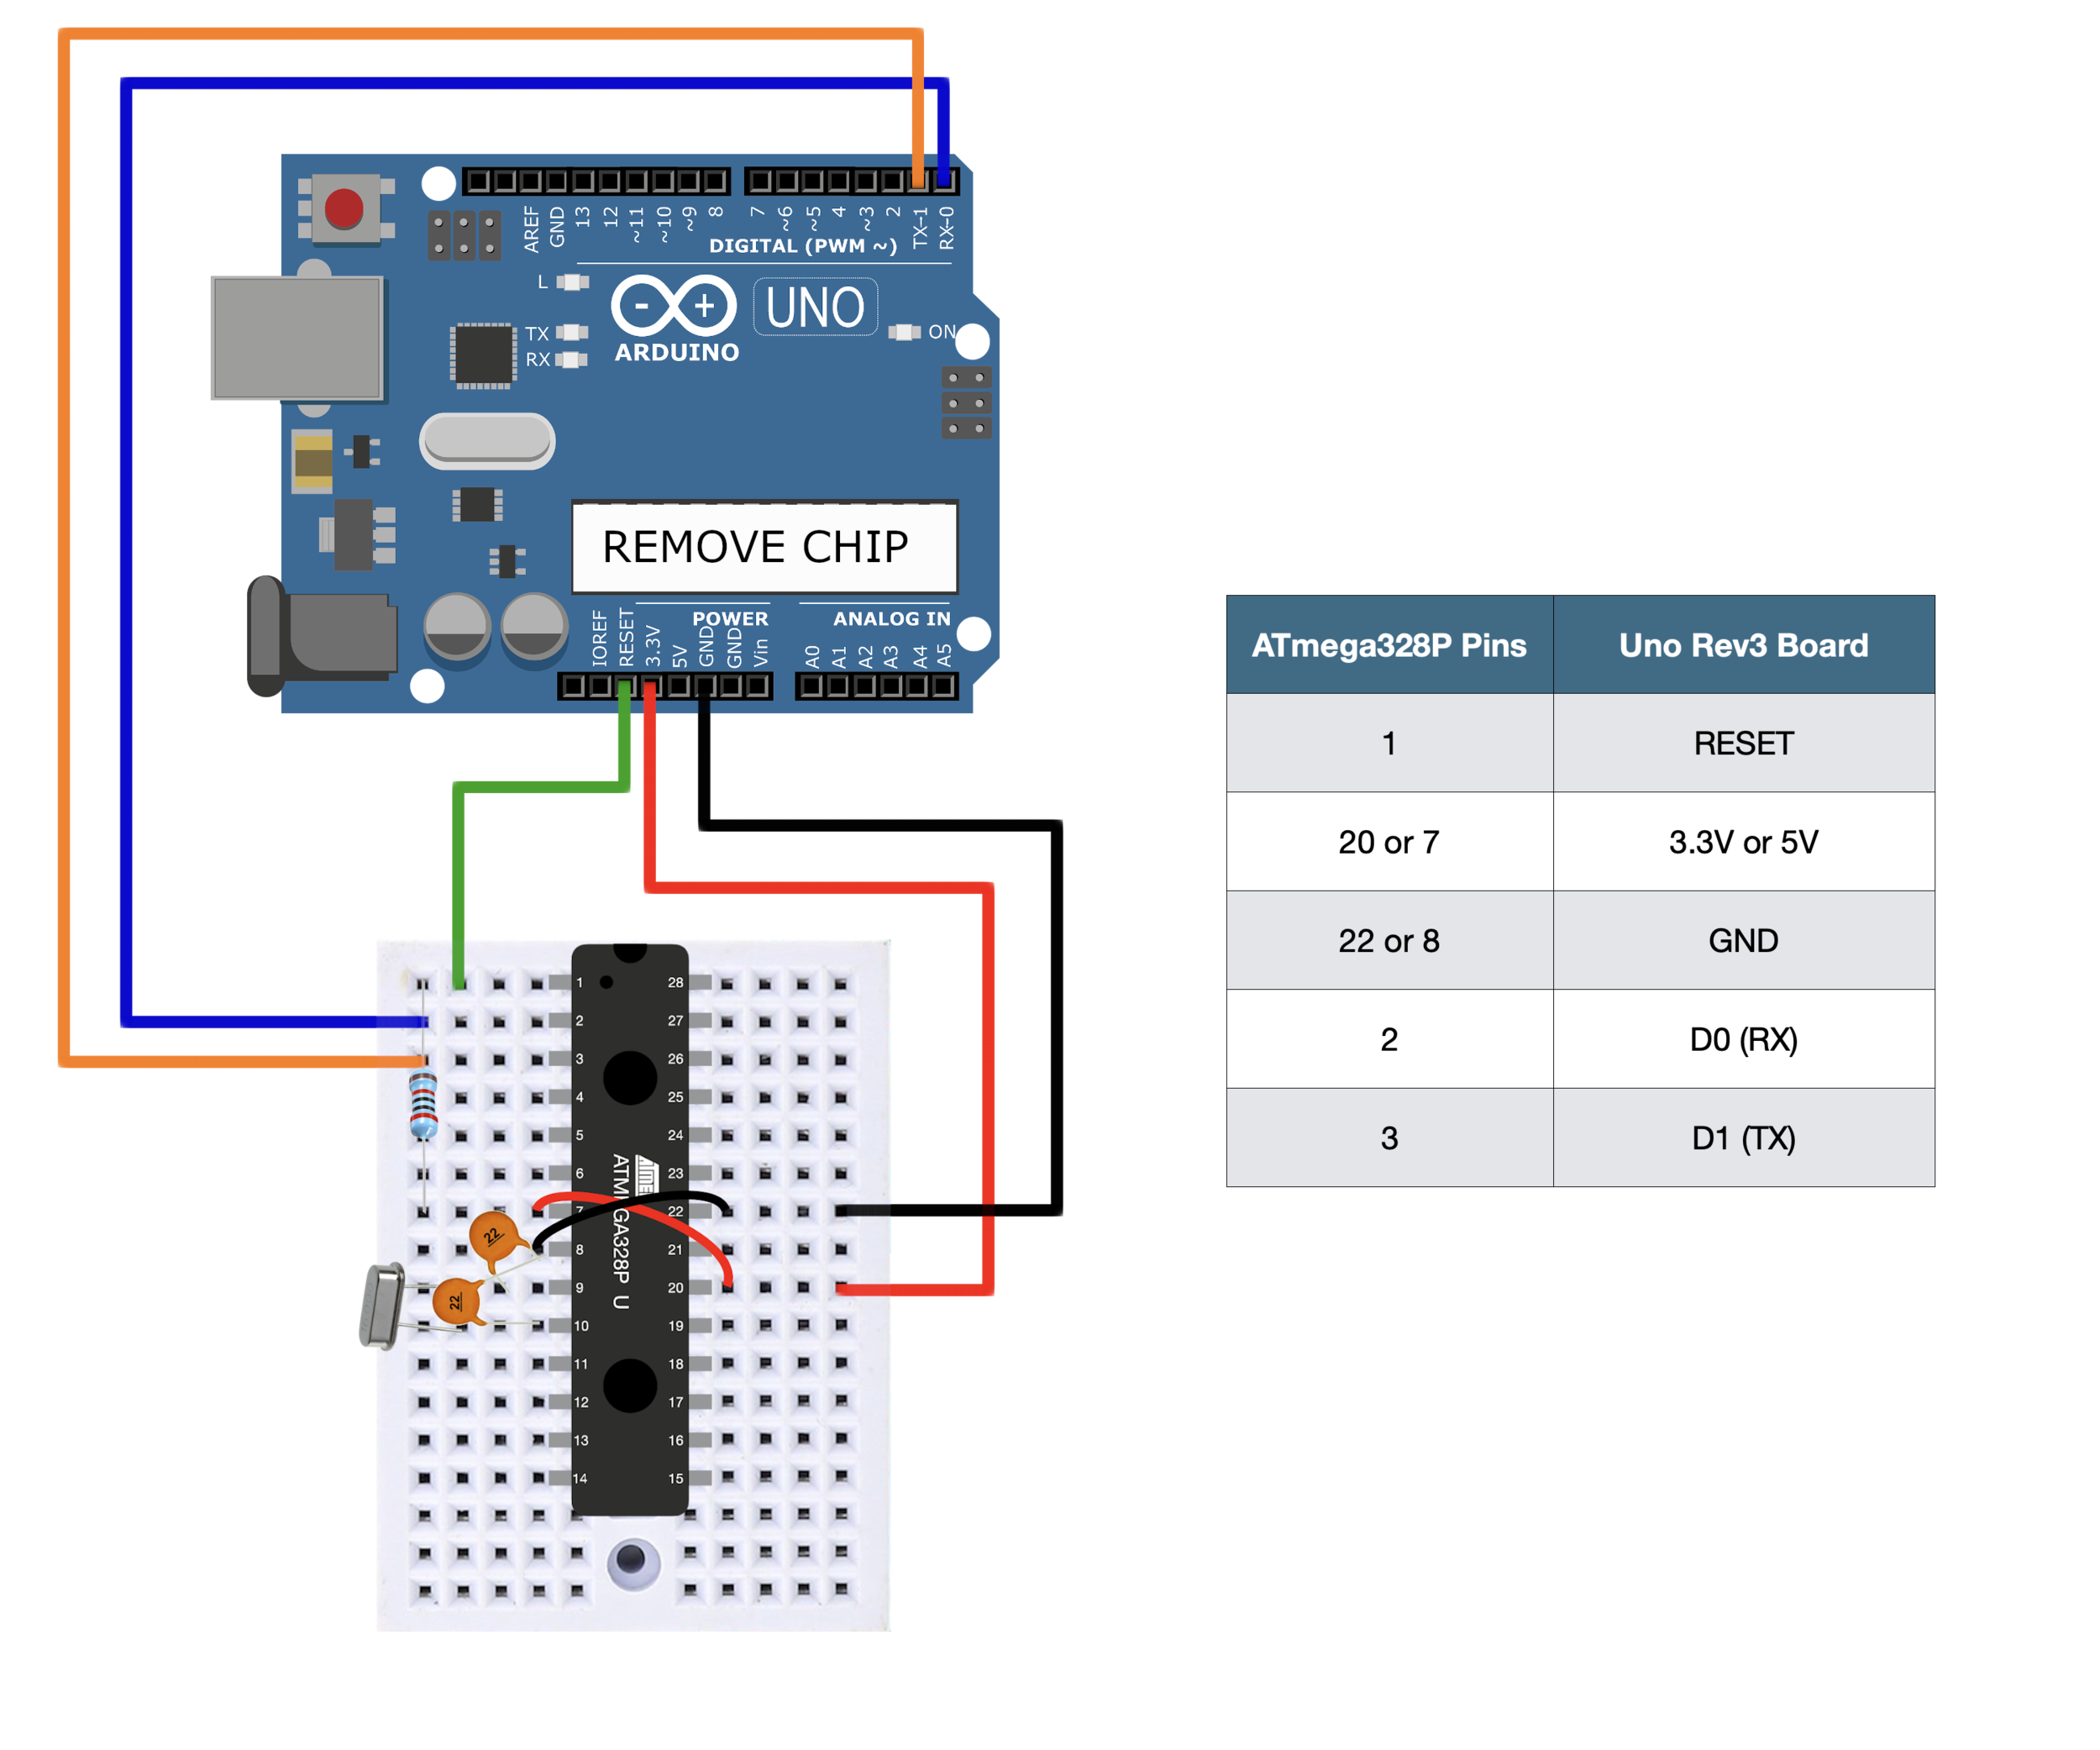 AREF
GND
13
12
~11
~10
~9
8
7
~6
~5
4
~3
2
TX→1
RX←0
DIGITAL (PWM ~)
L
TX
RX
- +
ARDUINO
UNO
ON
REMOVE CHIP
POWER
ANALOG IN
IOREF
RESET
3.3V
5V
GND
GND
Vin
A0
A1
A2
A3
A4
A5
ATmega328P Pins Uno Rev3 Board
1 RESET
20 or 7 3.3V or 5V
22 or 8 GND
2 D0 (RX)
3 D1 (TX)
1 28
2 27
3 26
4 25
5 24
6 23
7 22
8 21
9 20
10 19
11 18
12 17
13 16
14 15
22
22